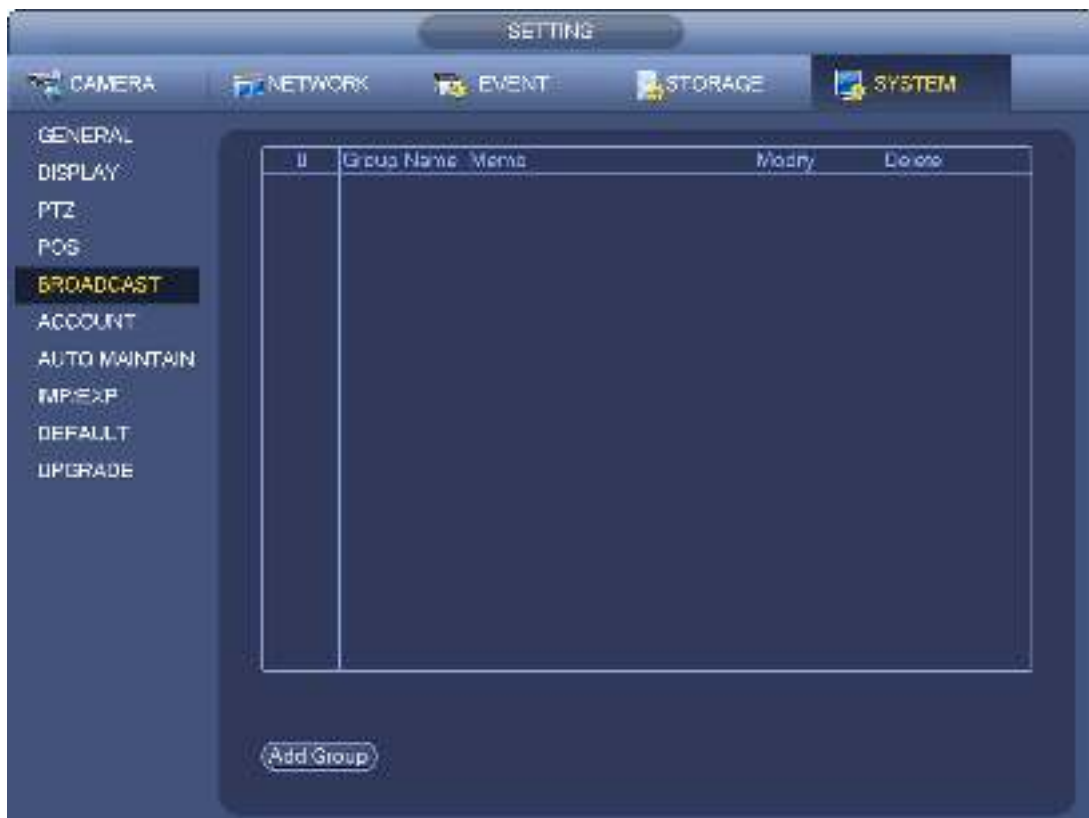 SETTING
CAMERA NETWORK EVENT STORAGE SYSTEM
GENERAL
DISPLAY
PTZ
POS
BROADCAST
ACCOUNT
AUTO MAINTAIN
IMP/EXP
DEFAULT
UPGRADE
0 Group Name Memo Modify Delete
Add Group